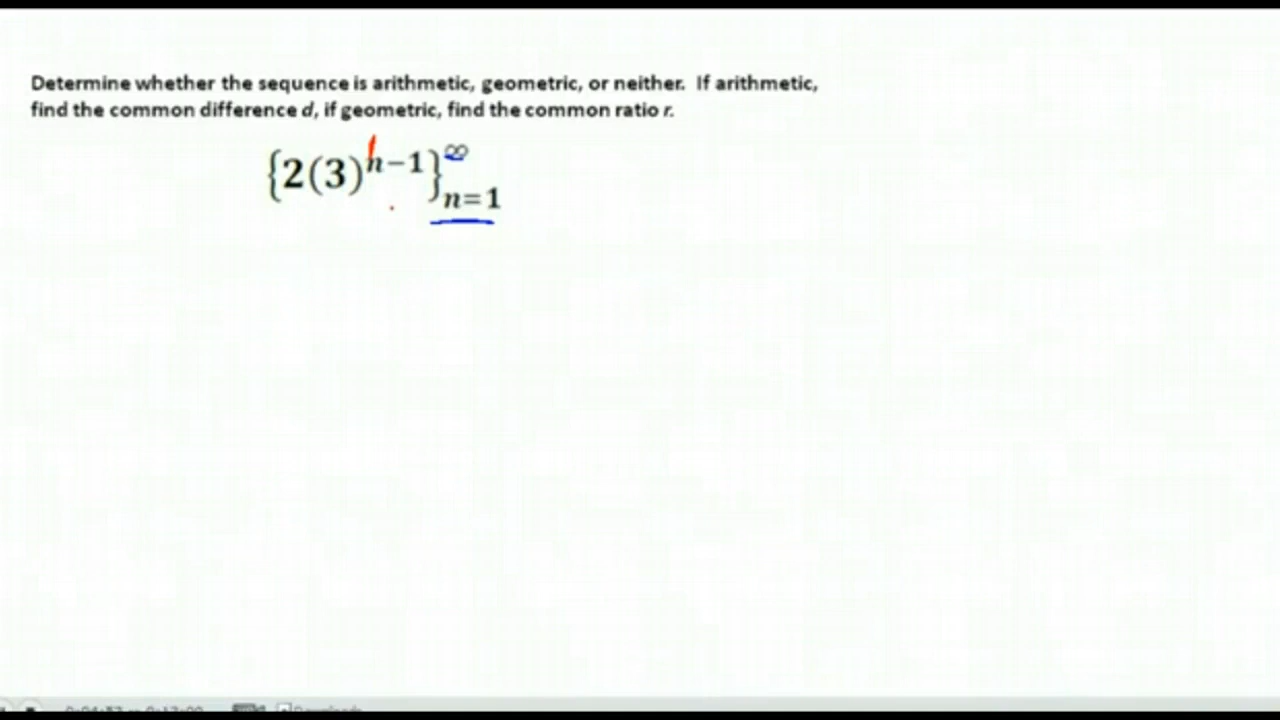 Determine whether the sequence is arithmetic, geometric, or neither. If arithmetic,
find the common difference d, if geometric, find the common ratio r.
{2(3)ⁿ⁻¹}∞n=1